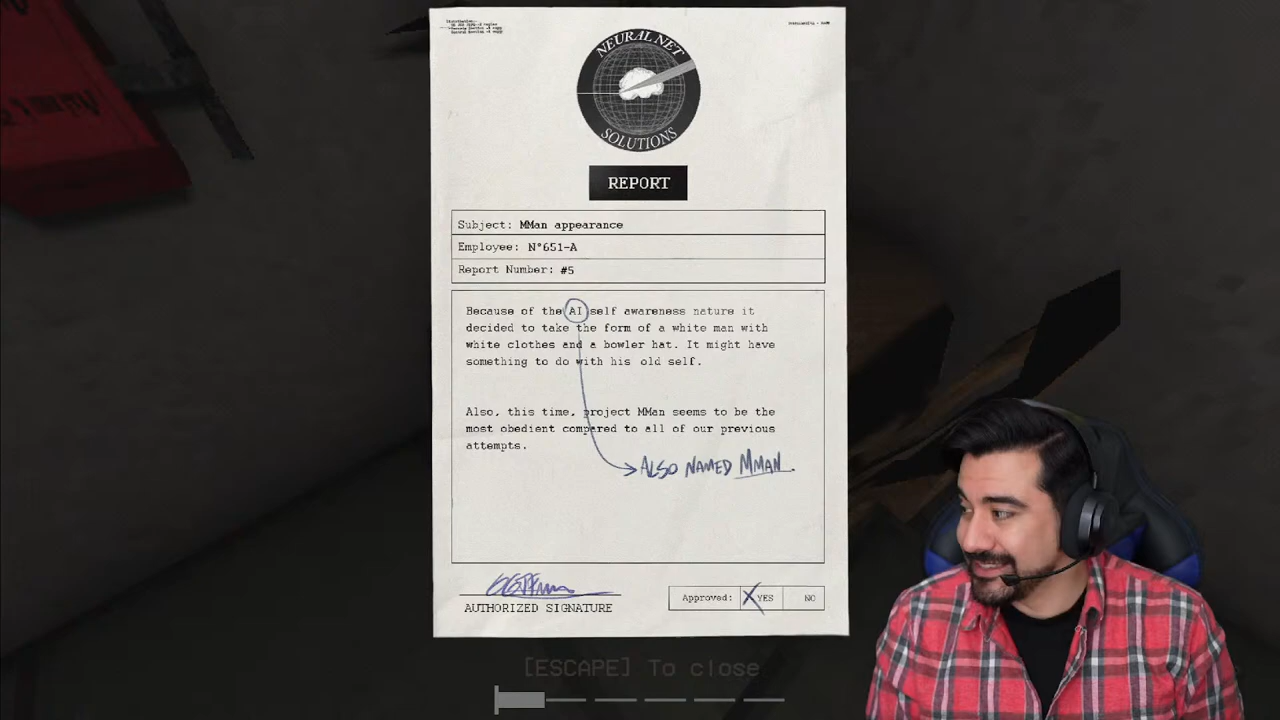 NEURAL NET
SOLUTIONS
REPORT
Subject: MMan appearance
Employee: N°651-A
Report Number: #5
Because of the AI self awareness nature it
decided to take the form of a white man with
white clothes and a bowler hat. It might have
something to do with his old self.
Also, this time, project MMan seems to be the
most obedient compared to all of our previous
attempts.
ALSO NAMED MMAN.
AUTHORIZED SIGNATURE
Approved: X YES NO
[ESCAPE] To close